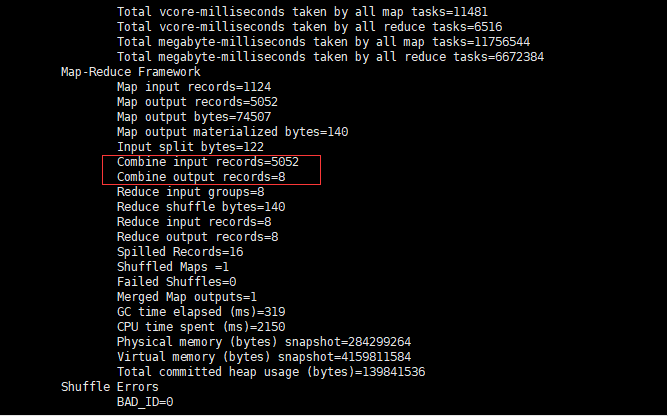 Total vcore-milliseconds taken by all map tasks=11481
Total vcore-milliseconds taken by all reduce tasks=6516
Total megabyte-milliseconds taken by all map tasks=11756544
Total megabyte-milliseconds taken by all reduce tasks=6672384
Map-Reduce Framework
Map input records=1124
Map output records=5052
Map output bytes=74507
Map output materialized bytes=140
Input split bytes=122
Combine input records=5052
Combine output records=8
Reduce input groups=8
Reduce shuffle bytes=140
Reduce input records=8
Reduce output records=8
Spilled Records=16
Shuffled Maps =1
Failed Shuffles=0
Merged Map outputs=1
GC time elapsed (ms)=319
CPU time spent (ms)=2150
Physical memory (bytes) snapshot=284299264
Virtual memory (bytes) snapshot=4159811584
Total committed heap usage (bytes)=139841536
Shuffle Errors
BAD_ID=0